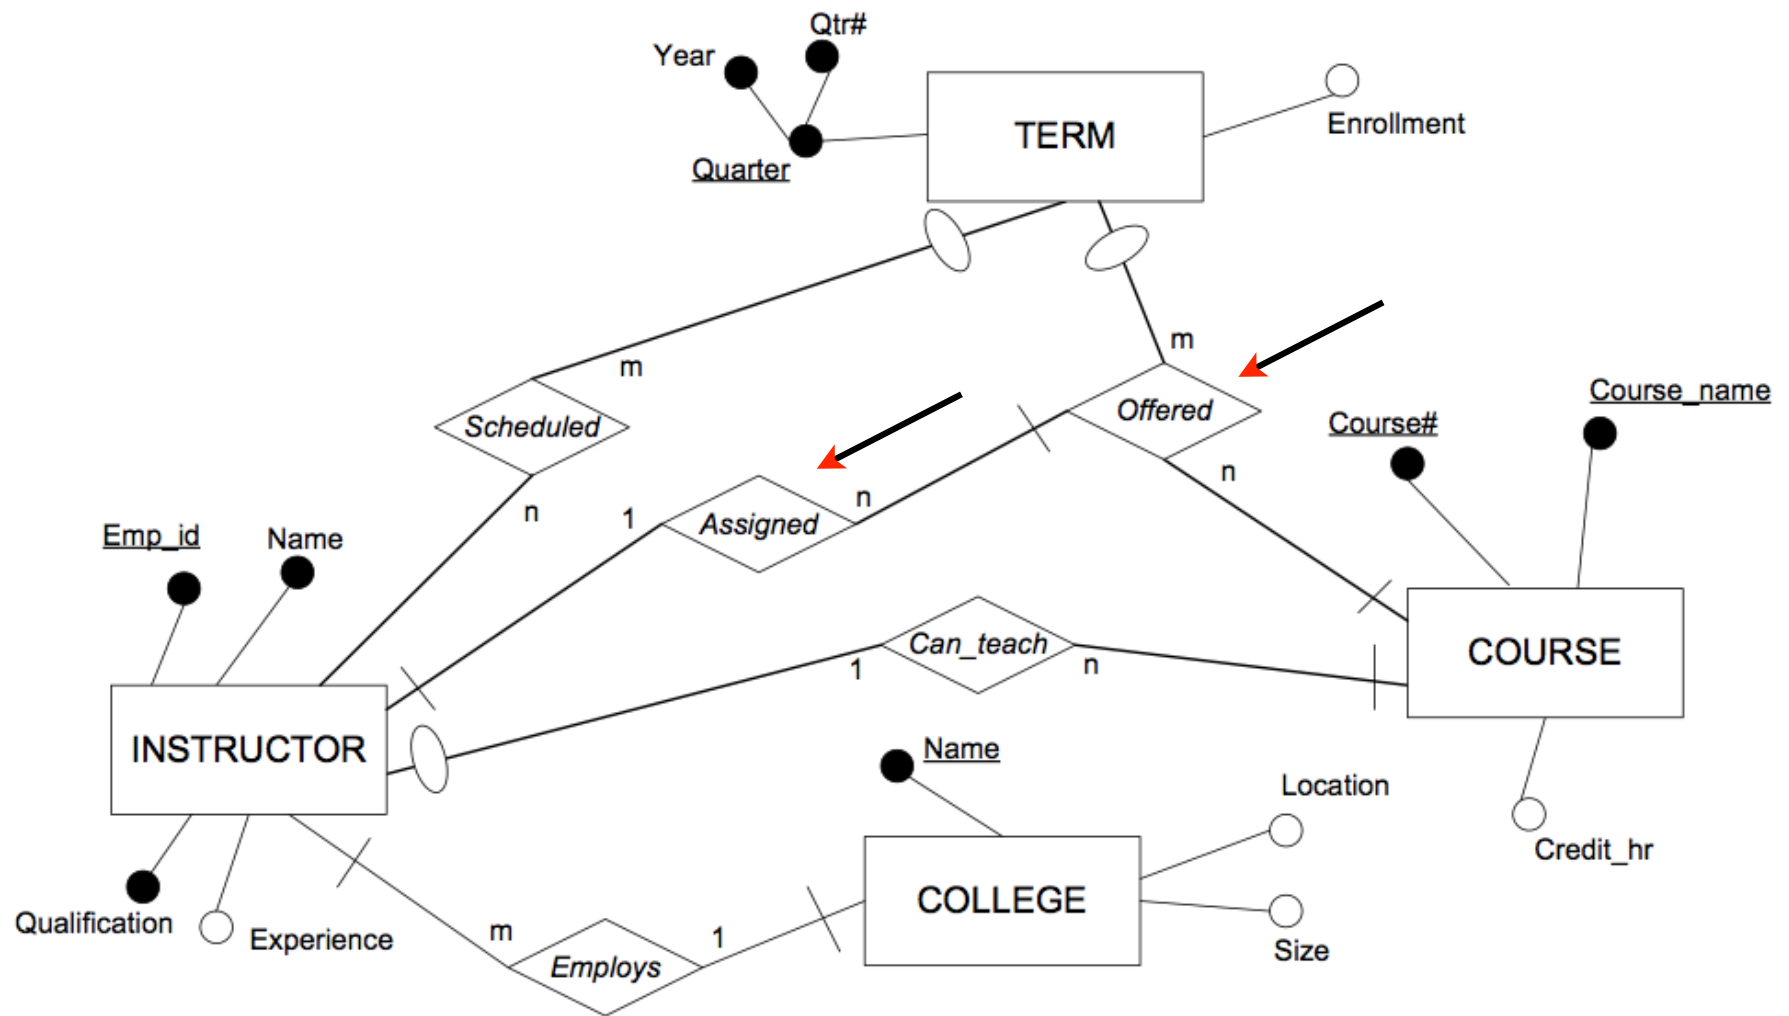 Qtr#
Year
TERM
Enrollment
Quarter
m
m
Scheduled
Offered
Course_name
Course#
n
n
n
1
Assigned
Emp_id
Name
Can_teach
1
n
COURSE
INSTRUCTOR
Name
Location
Credit_hr
COLLEGE
Qualification
Experience
m
1
Employs
Size